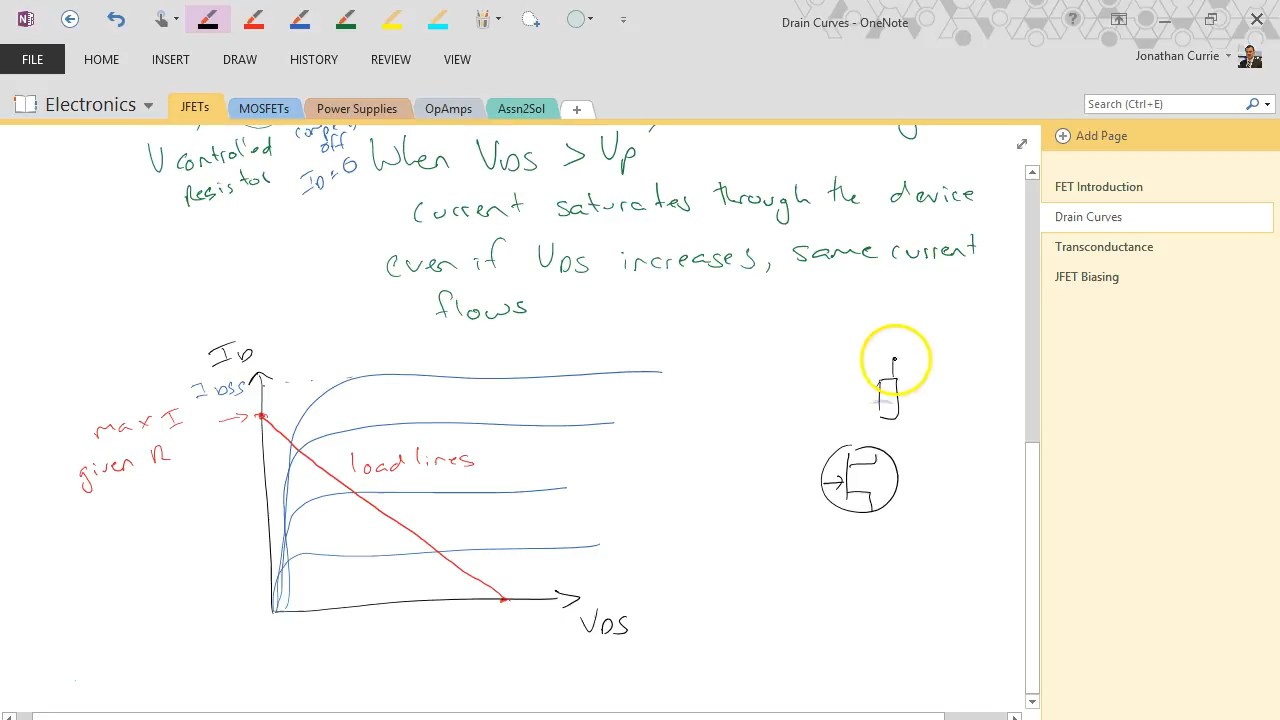 Drain Curves - OneNote
Jonathan Currie
FILE HOME INSERT DRAW HISTORY REVIEW VIEW
Electronics JFETs MOSFETs Power Supplies OpAmps Assn2Sol
Search (Ctrl+E)
Add Page
FET Introduction
Drain Curves
Transconductance
JFET Biasing
V controlled
Resistor
off
ID = 0
When VDS > Vp
current saturates through the device
even if VDS increases, same current
flows
ID
IDSS
max I
given R
load lines
VDS